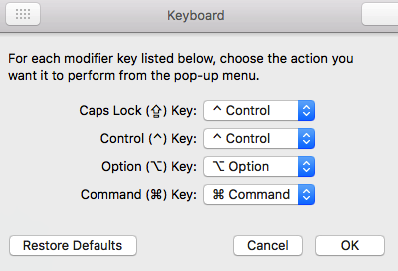 Keyboard
For each modifier key listed below, choose the action you
want it to perform from the pop-up menu.
Caps Lock (⇪) Key: ^ Control
Control (^) Key: ^ Control
Option (⌥) Key: ⌥ Option
Command (⌘) Key: ⌘ Command
Restore Defaults Cancel OK